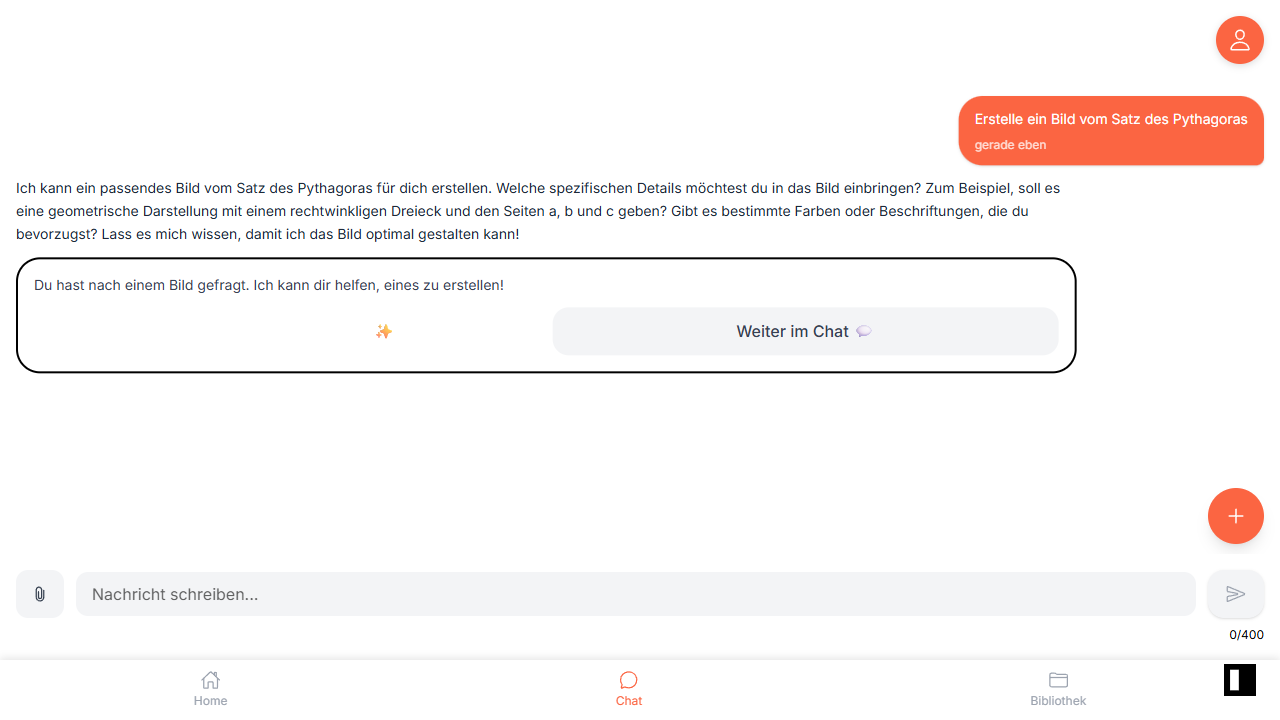 Erstelle ein Bild vom Satz des Pythagoras
gerade eben
Ich kann ein passendes Bild vom Satz des Pythagoras für dich erstellen. Welche spezifischen Details möchtest du in das Bild einbringen? Zum Beispiel, soll es
eine geometrische Darstellung mit einem rechtwinkligen Dreieck und den Seiten a, b und c geben? Gibt es bestimmte Farben oder Beschriftungen, die du
bevorzugst? Lass es mich wissen, damit ich das Bild optimal gestalten kann!
Du hast nach einem Bild gefragt. Ich kann dir helfen, eines zu erstellen!
✨
Weiter im Chat 💬
Nachricht schreiben...
0/400
Home
Chat
Bibliothek